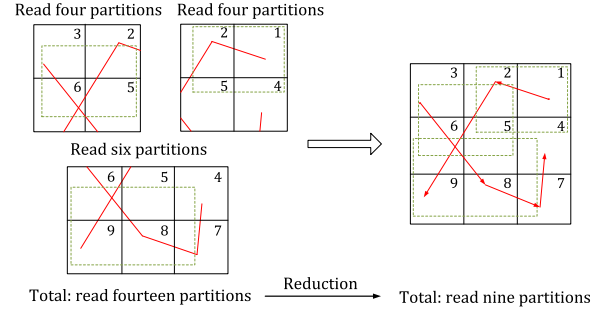 Read four partitions
Read four partitions
3 2
6 5
2 1
5 4
Read six partitions
6 5 4
9 8 7
3 2 1
6 5 4
9 8 7
Reduction
Total: read fourteen partitions
Total: read nine partitions